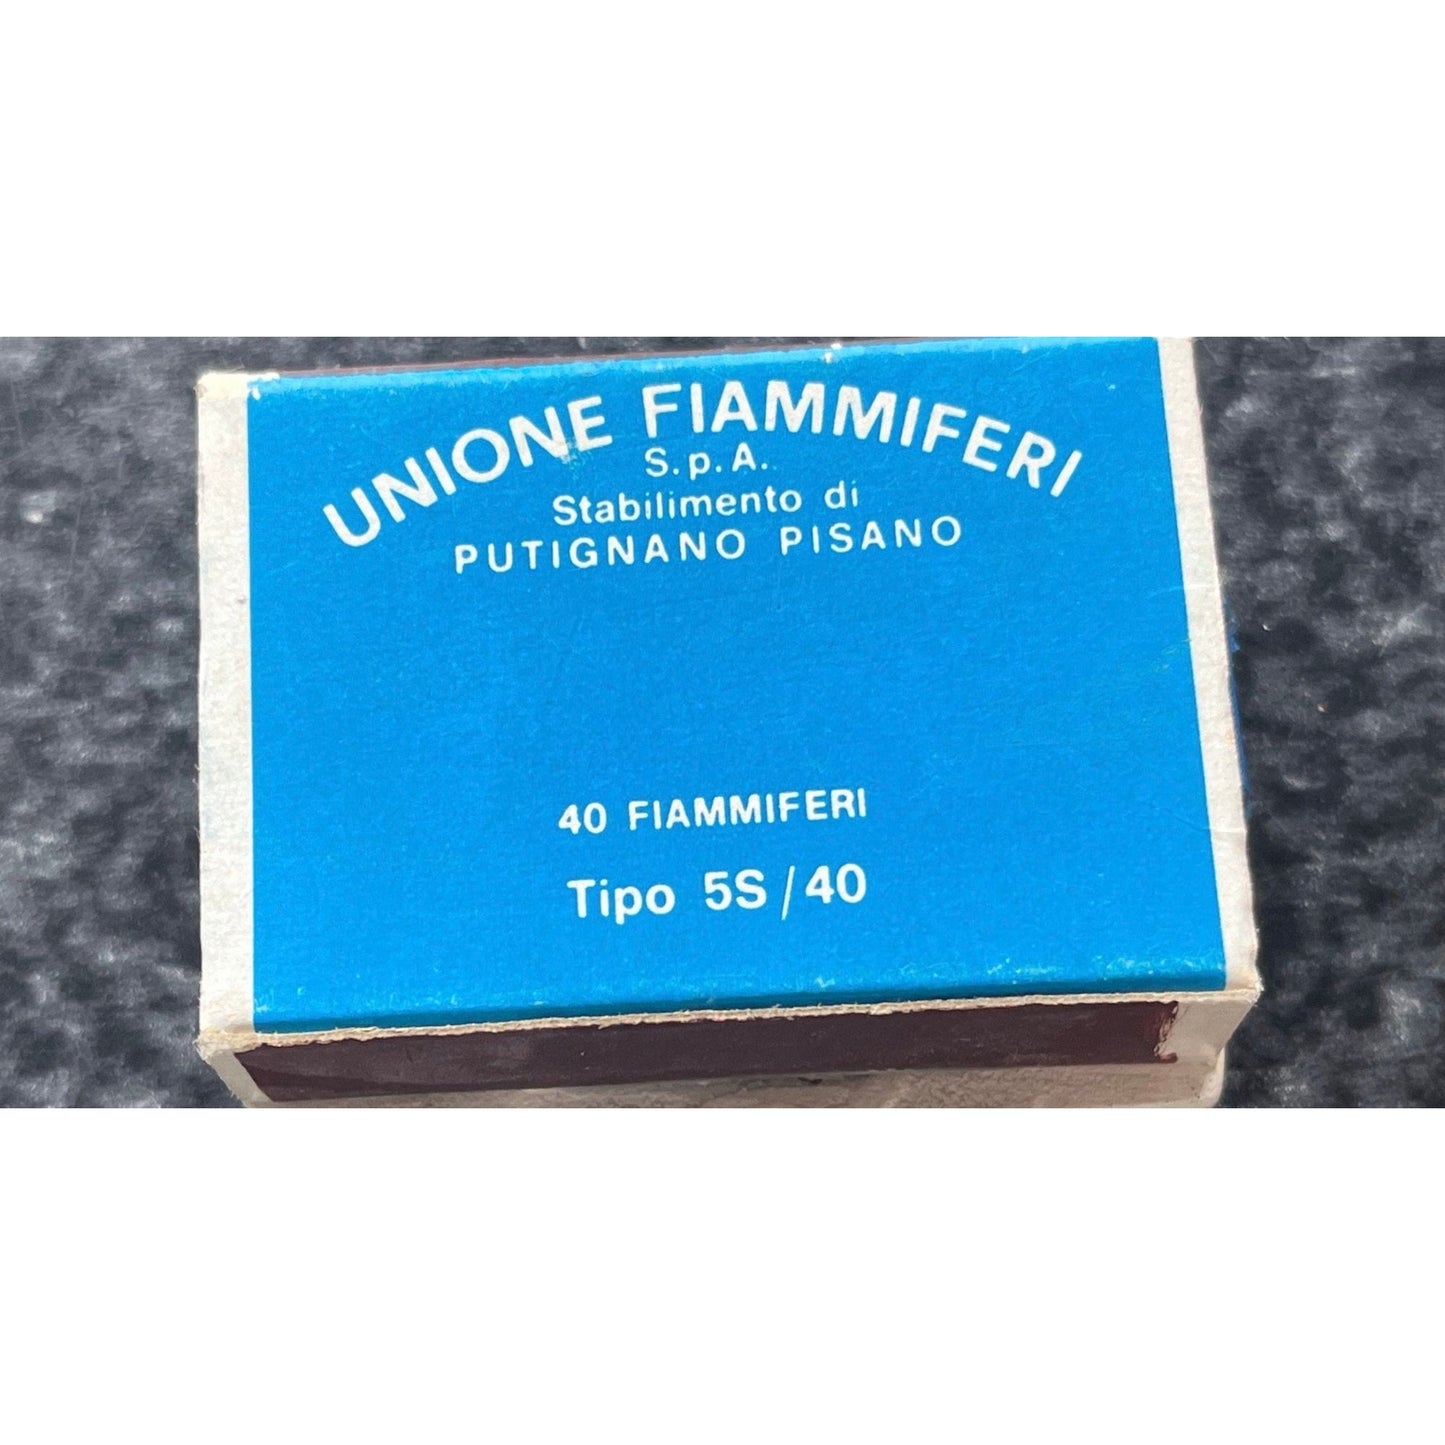 UNIONE FIAMMIFERI
S.p.A.
Stabilimento di
PUTIGNANO PISANO
40 FIAMMIFERI
Tipo 5S/40